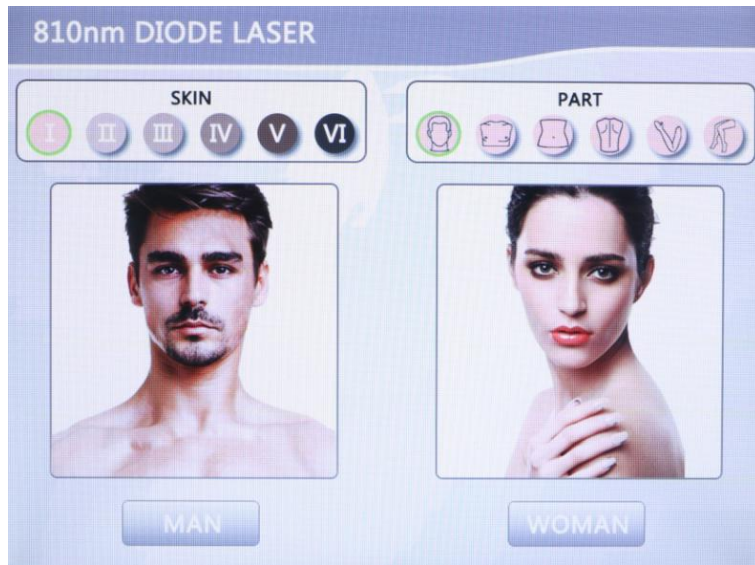 810nm DIODE LASER
SKIN
I II III IV V VI
PART
MAN
WOMAN